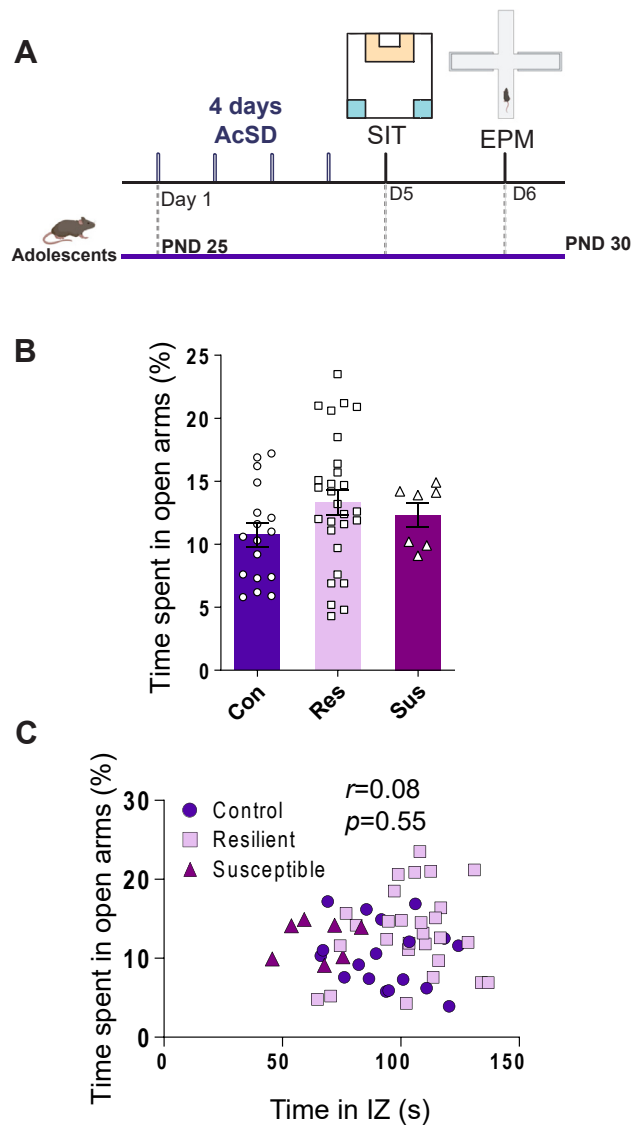 A
4 days
AcSD
SIT
EPM
Day 1
D5
D6
Adolescents
PND 25
PND 30
B
Time spent in open arms (%)
25
20
15
10
5
0
Con
Res
Sus
C
Time spent in open arms (%)
30
20
10
0
Control
Resilient
Susceptible
r=0.08
p=0.55
0
50
100
150
Time in IZ (s)